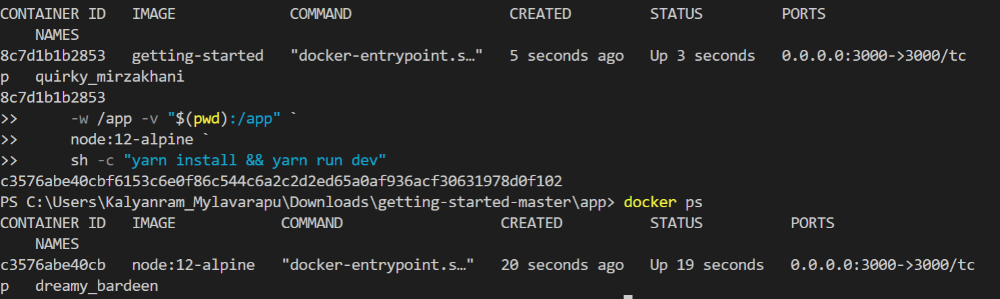 CONTAINER ID   IMAGE             COMMAND                  CREATED         STATUS         PORTS
    NAMES
8c7d1b1b2853   getting-started   "docker-entrypoint.s…"   5 seconds ago   Up 3 seconds   0.0.0.0:3000->3000/tc
p   quirky_mirzakhani
8c7d1b1b2853
>>      -w /app -v "$(pwd):/app" `
>>      node:12-alpine `
>>      sh -c "yarn install && yarn run dev"
c3576abe40cbf6153c6e0f86c544c6a2c2d2ed65a0af936acf30631978d0f102
PS C:\Users\Kalyanram_Mylavarapu\Downloads\getting-started-master\app> docker ps
CONTAINER ID   IMAGE            COMMAND                  CREATED          STATUS          PORTS
    NAMES
c3576abe40cb   node:12-alpine   "docker-entrypoint.s…"   20 seconds ago   Up 19 seconds   0.0.0.0:3000->3000/tc
p   dreamy_bardeen